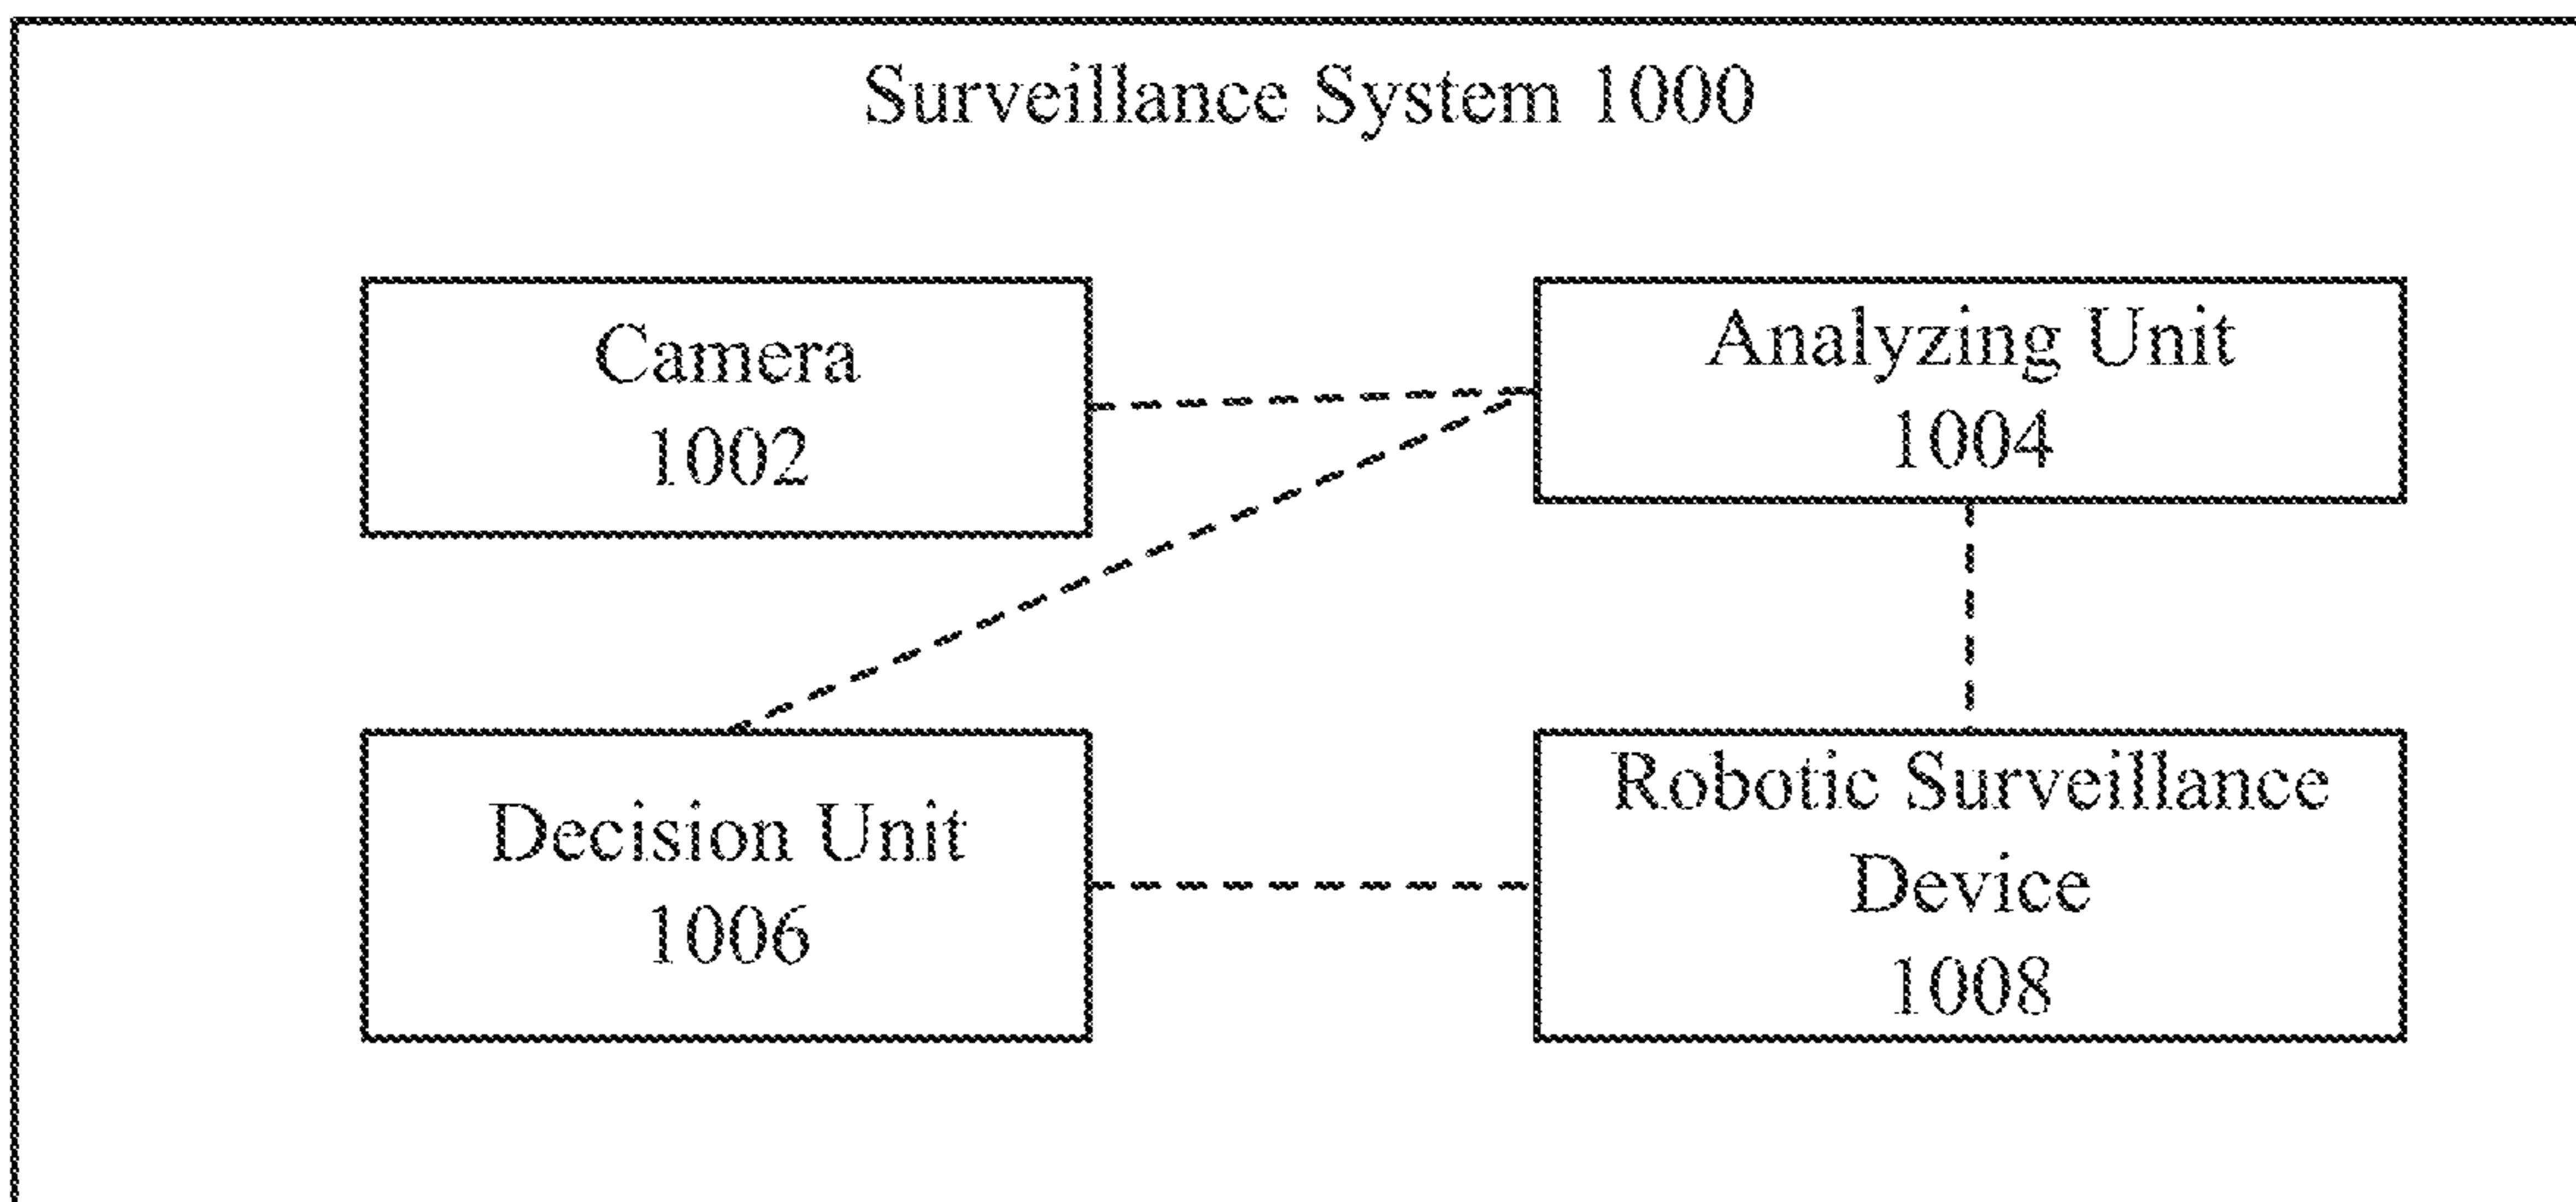 Surveillance System 1000
Camera
1002
Analyzing Unit
1004
Decision Unit
1006
Robotic Surveillance
Device
1008